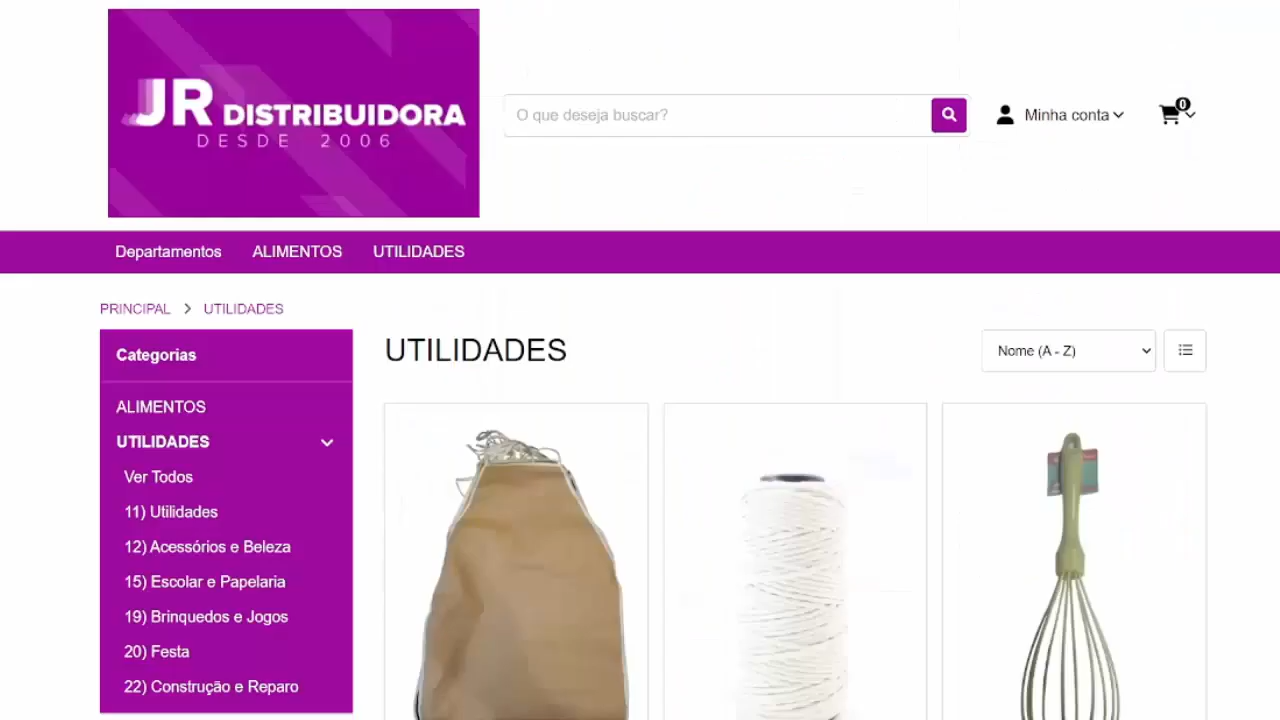 JR DISTRIBUIDORA
DESDE 2006
O que deseja buscar?
Minha conta
0
Departamentos ALIMENTOS UTILIDADES
PRINCIPAL > UTILIDADES
Categorias
ALIMENTOS
UTILIDADES
Ver Todos
11) Utilidades
12) Acessórios e Beleza
15) Escolar e Papelaria
19) Brinquedos e Jogos
20) Festa
22) Construção e Reparo
UTILIDADES
Nome (A - Z)